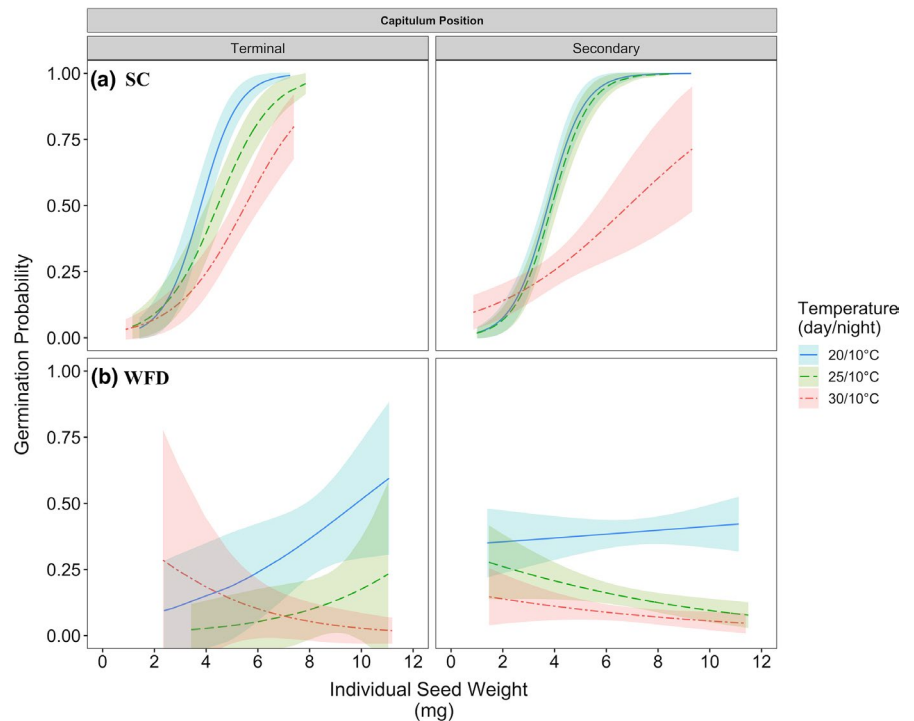 Capitulum Position
Terminal
Secondary
(a) SC
1.00
0.75
0.50
0.25
0.00
(b) WFD
1.00
0.75
0.50
0.25
0.00
Germination Probability
0 2 4 6 8 10 12
0 2 4 6 8 10 12
Individual Seed Weight
(mg)
Temperature
(day/night)
20/10°C
25/10°C
30/10°C